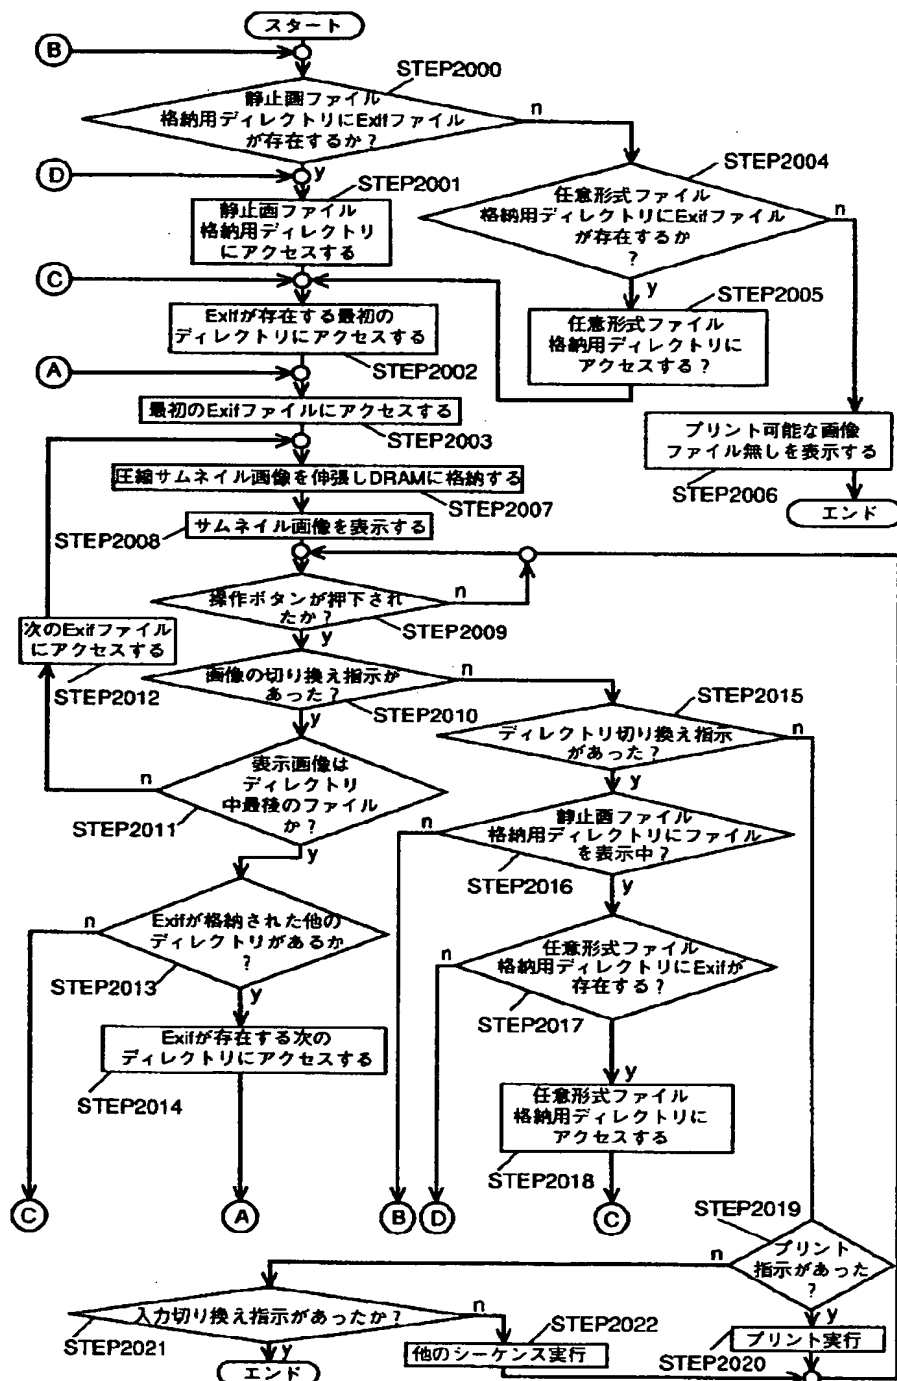 スタート
B
STEP2000
静止画ファイル
格納用ディレクトリにExifファイル
が存在するか？
n
y
D
STEP2001
静止画ファイル
格納用ディレクトリ
にアクセスする
STEP2004
任意形式ファイル
格納用ディレクトリにExifファイル
が存在するか
？
n
y
C
STEP2005
任意形式ファイル
格納用ディレクトリに
アクセスする？
Exifが存在する最初の
ディレクトリにアクセスする
STEP2002
A
最初のExifファイルにアクセスする
STEP2003
プリント可能な画像
ファイル無しを表示する
STEP2006
エンド
圧縮サムネイル画像を伸張しDRAMに格納する
STEP2007
サムネイル画像を表示する
STEP2008
操作ボタンが押下され
たか？
n
STEP2009
y
次のExifファイル
にアクセスする
STEP2012
画像の切り換え指示が
あった？
n
STEP2010
y
STEP2015
ディレクトリ切り換え指示
があった？
n
y
表示画像は
ディレクトリ
中最後のファイル
か？
n
STEP2011
y
静止画ファイル
格納用ディレクトリにファイル
を表示中？
n
STEP2016
y
Exifが格納された他の
ディレクトリがあるか
？
n
STEP2013
y
任意形式ファイル
格納用ディレクトリにExifが
存在する？
n
STEP2017
y
Exifが存在する次の
ディレクトリにアクセスする
STEP2014
任意形式ファイル
格納用ディレクトリに
アクセスする
STEP2018
C
A
B
D
C
STEP2019
プリント
指示があった
？
n
y
入力切り換え指示があったか？
n
STEP2021
y
エンド
STEP2022
他のシーケンス実行
プリント実行
STEP2020